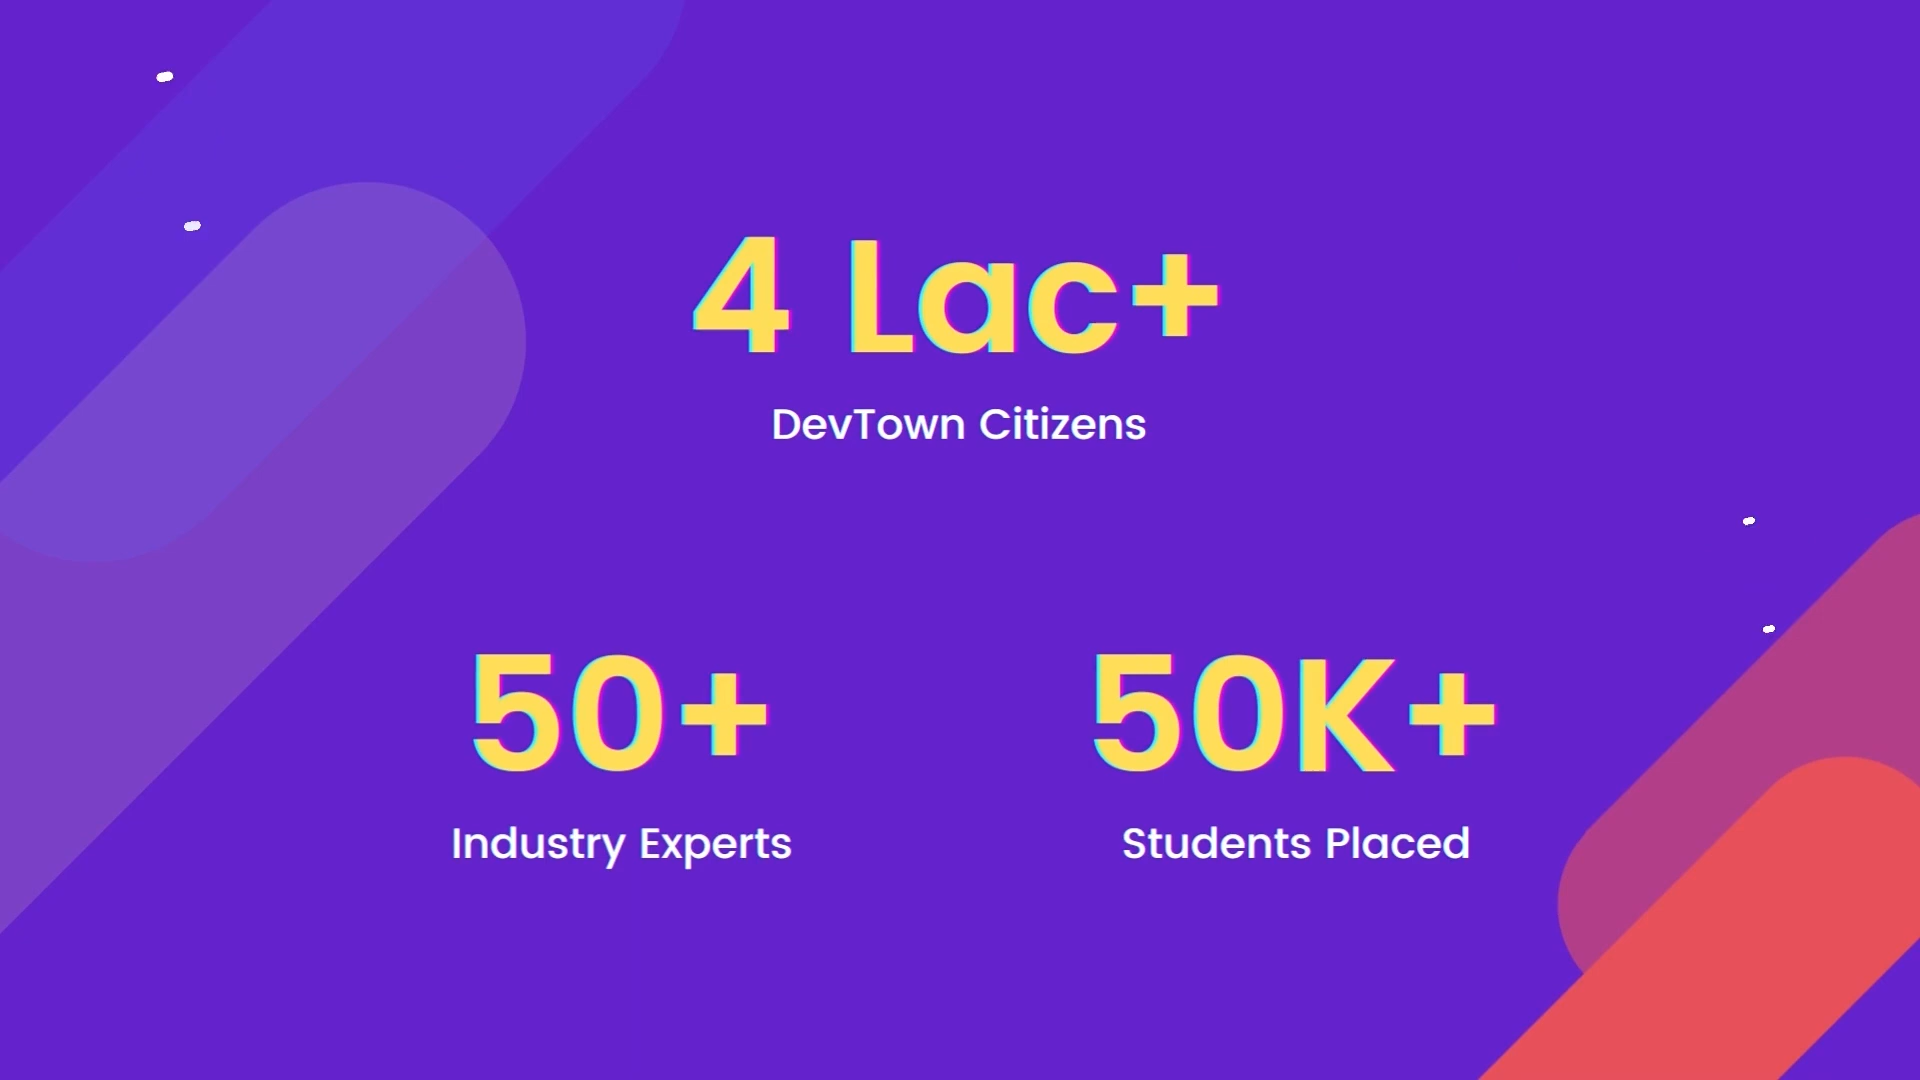 4 Lac+
DevTown Citizens
50+
Industry Experts
50K+
Students Placed